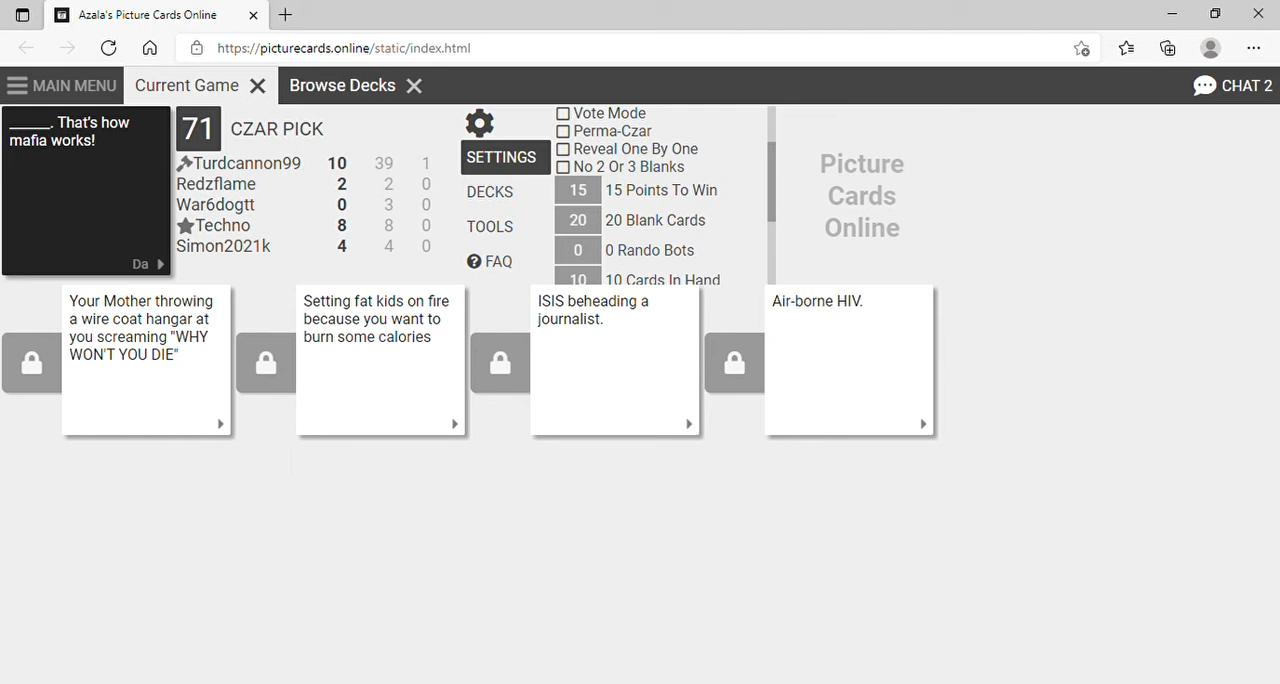 Azala's Picture Cards Online
https://picturecards.online/static/index.html
MAIN MENU
Current Game
Browse Decks
CHAT 2
_____. That's how
mafia works!
Da
71 CZAR PICK
Turdcannon99 10 39 1
Redzflame 2 2 0
War6dogtt 0 3 0
Techno 8 8 0
Simon2021k 4 4 0
SETTINGS
DECKS
TOOLS
FAQ
Vote Mode
Perma-Czar
Reveal One By One
No 2 Or 3 Blanks
15 15 Points To Win
20 20 Blank Cards
0 0 Rando Bots
10 10 Cards In Hand
Picture
Cards
Online
Your Mother throwing
a wire coat hangar at
you screaming "WHY
WON'T YOU DIE"
Setting fat kids on fire
because you want to
burn some calories
ISIS beheading a
journalist.
Air-borne HIV.